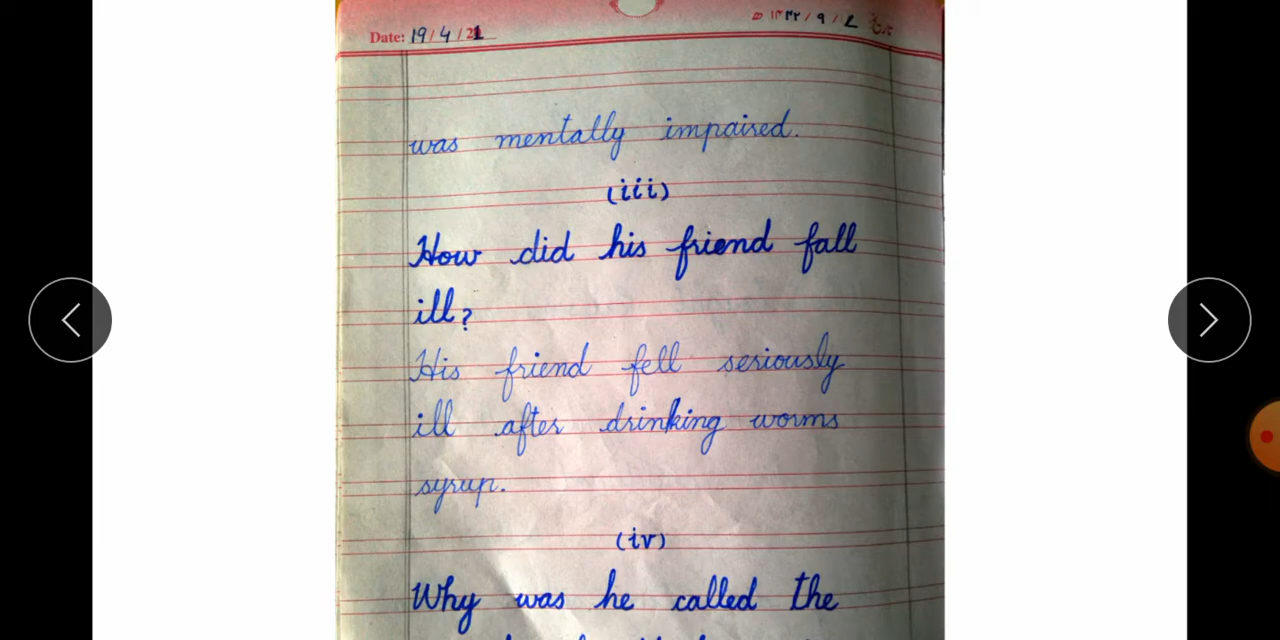 Date: 19/4/21
was mentally impaired.
(iii)
How did his friend fall
ill?
His friend fell seriously
ill after drinking worms
syrup.
(iv)
Why was he called the